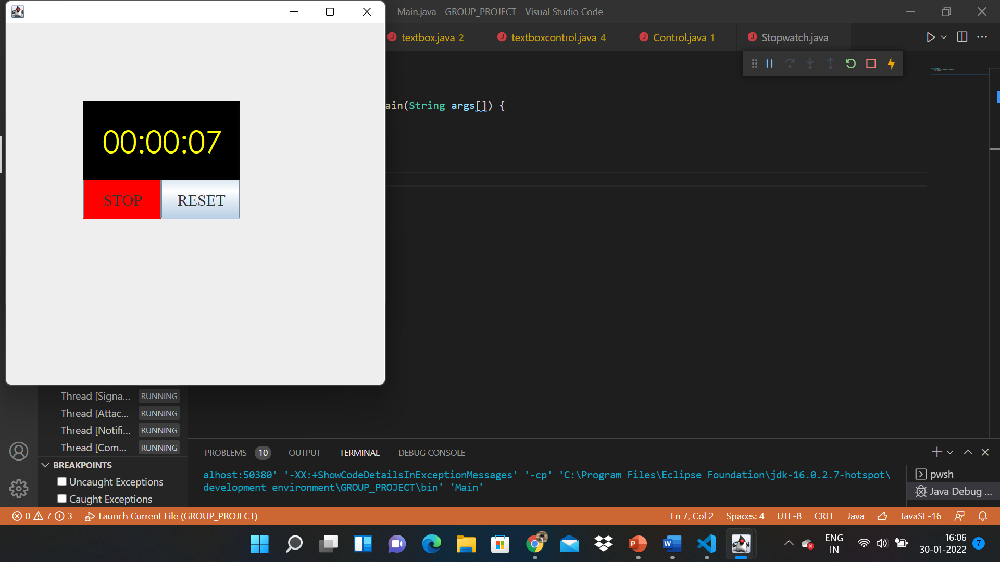 Main.java - GROUP_PROJECT - Visual Studio Code
textbox.java 2
textboxcontrol.java 4
Control.java 1
Stopwatch.java
ain(String args[]) {
00:00:07
STOP
RESET
Thread [Signa... RUNNING
Thread [Attac... RUNNING
Thread [Notifi... RUNNING
Thread [Com... RUNNING
BREAKPOINTS
Uncaught Exceptions
Caught Exceptions
PROBLEMS 10 OUTPUT TERMINAL DEBUG CONSOLE
alhost:50380' '-XX:+ShowCodeDetailsInExceptionMessages' '-cp' 'C:\Program Files\Eclipse Foundation\jdk-16.0.2.7-hotspot\
development environment\GROUP_PROJECT\bin' 'Main'
pwsh
Java Debug ...
0 7 3 Launch Current File (GROUP_PROJECT)
Ln 7, Col 2 Spaces: 4 UTF-8 CRLF Java JavaSE-16
ENG
IN
16:06
30-01-2022
7